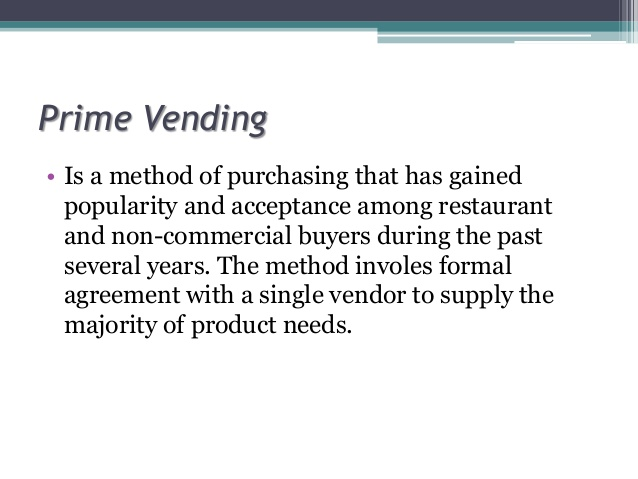 Prime Vending
• Is a method of purchasing that has gained
popularity and acceptance among restaurant
and non-commercial buyers during the past
several years. The method involes formal
agreement with a single vendor to supply the
majority of product needs.